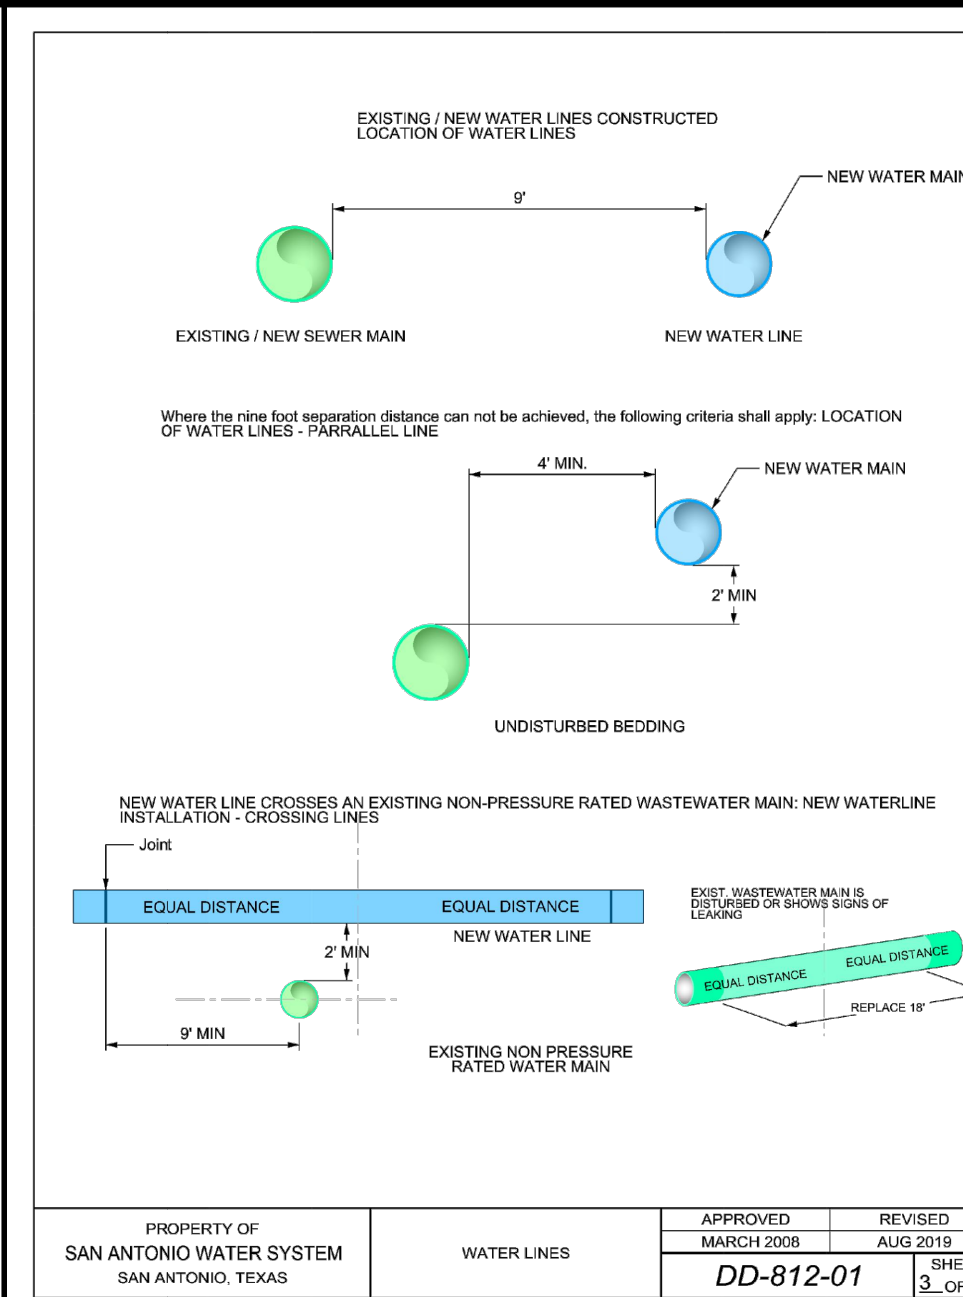 EXISTING / NEW WATER LINES CONSTRUCTED
LOCATION OF WATER LINES
9'
NEW WATER MAIN
EXISTING / NEW SEWER MAIN
NEW WATER LINE
Where the nine foot separation distance can not be achieved, the following criteria shall apply: LOCATION
OF WATER LINES - PARRALLEL LINE
4' MIN.
NEW WATER MAIN
2' MIN
UNDISTURBED BEDDING
NEW WATER LINE CROSSES AN EXISTING NON-PRESSURE RATED WASTEWATER MAIN: NEW WATERLINE
INSTALLATION - CROSSING LINES
Joint
EQUAL DISTANCE
EQUAL DISTANCE
NEW WATER LINE
2' MIN
9' MIN
EXISTING NON PRESSURE
RATED WATER MAIN
EXIST. WASTEWATER MAIN IS
DISTURBED OR SHOWS SIGNS OF
LEAKING
EQUAL DISTANCE
EQUAL DISTANCE
REPLACE 18'
PROPERTY OF
SAN ANTONIO WATER SYSTEM
SAN ANTONIO, TEXAS
WATER LINES
APPROVED
MARCH 2008
REVISED
AUG 2019
DD-812-01
SHE
3 OF